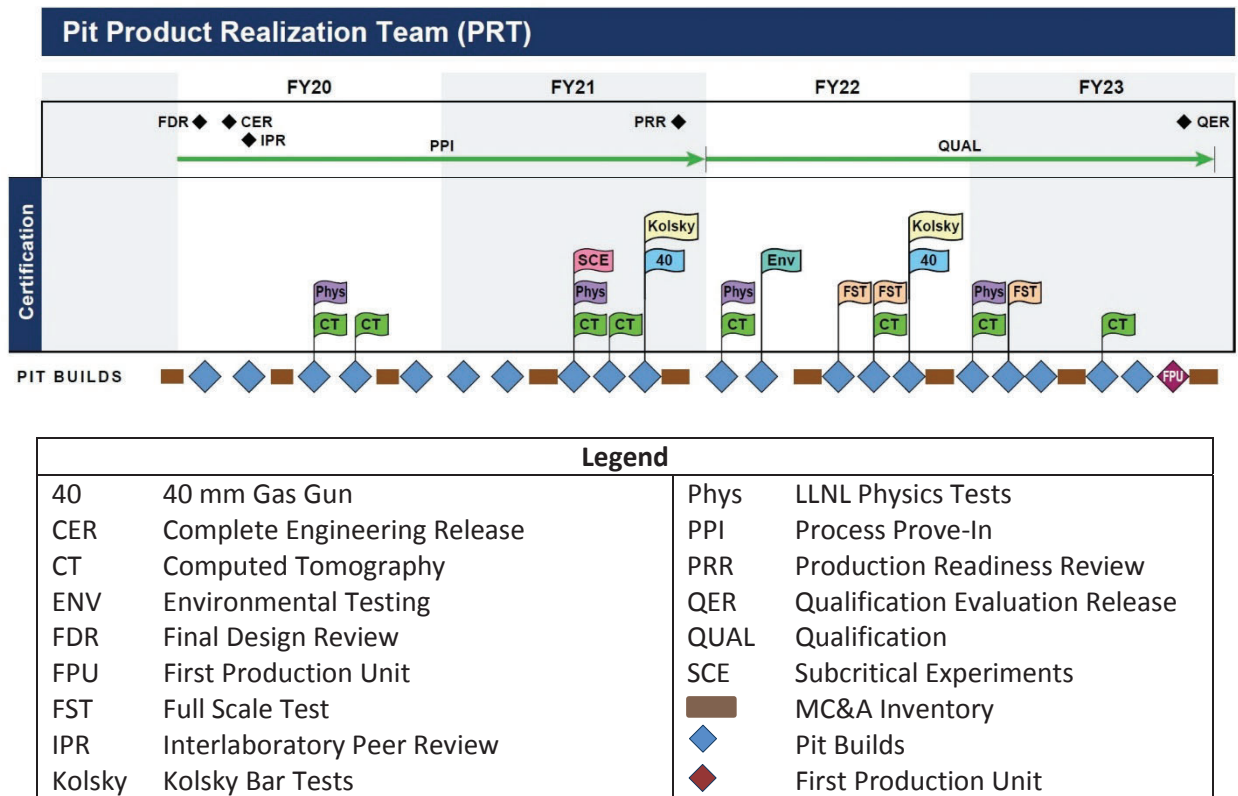 Pit Product Realization Team (PRT)
FY20 FY21 FY22 FY23
FDR CER PRR QER
IPR PPI QUAL
Certification
Kolsky Kolsky
SCE 40 Env 40
Phys Phys Phys FST FST Phys FST
CT CT CT CT CT CT CT CT
PIT BUILDS FPU
Legend
40 40 mm Gas Gun Phys LLNL Physics Tests
CER Complete Engineering Release PPI Process Prove-In
CT Computed Tomography PRR Production Readiness Review
ENV Environmental Testing QER Qualification Evaluation Release
FDR Final Design Review QUAL Qualification
FPU First Production Unit SCE Subcritical Experiments
FST Full Scale Test MC&A Inventory
IPR Interlaboratory Peer Review Pit Builds
Kolsky Kolsky Bar Tests First Production Unit